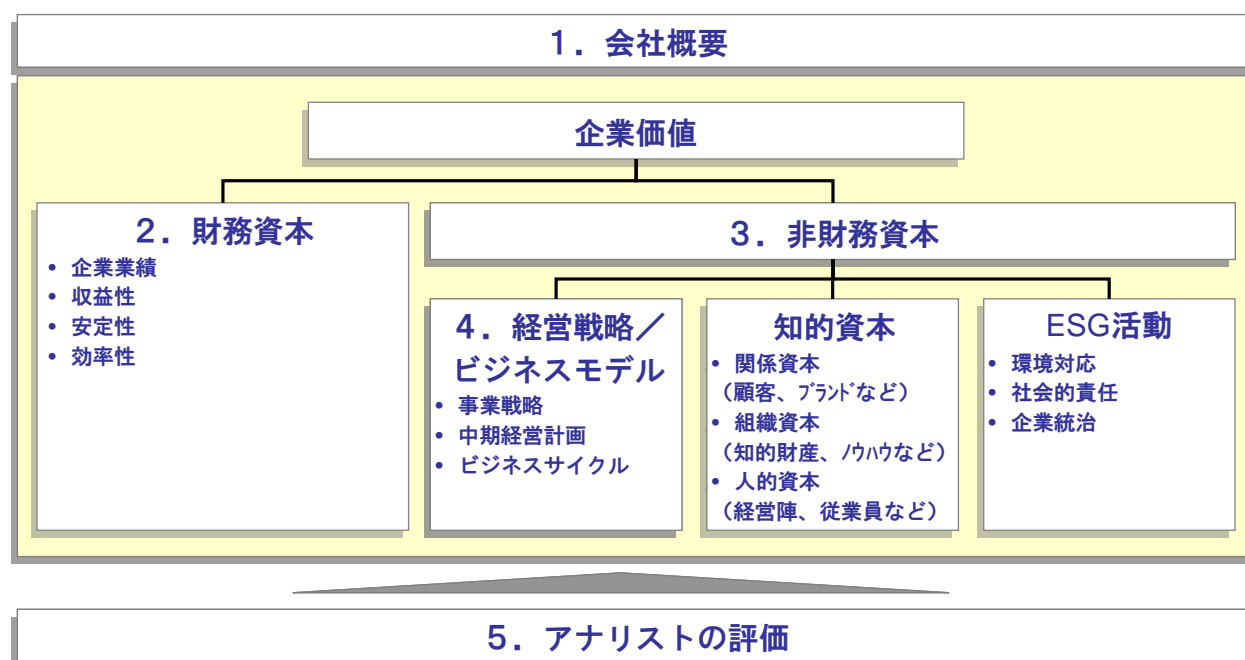 １．会社概要
企業価値
２．財務資本
• 企業業績
• 収益性
• 安定性
• 効率性
３．非財務資本
４．経営戦略／
ビジネスモデル
• 事業戦略
• 中期経営計画
• ビジネスサイクル
知的資本
• 関係資本
（顧客、ﾌﾞﾗﾝﾄﾞなど）
• 組織資本
（知的財産、ﾉｳﾊｳなど）
• 人的資本
（経営陣、従業員など）
ESG活動
• 環境対応
• 社会的責任
• 企業統治
５．アナリストの評価